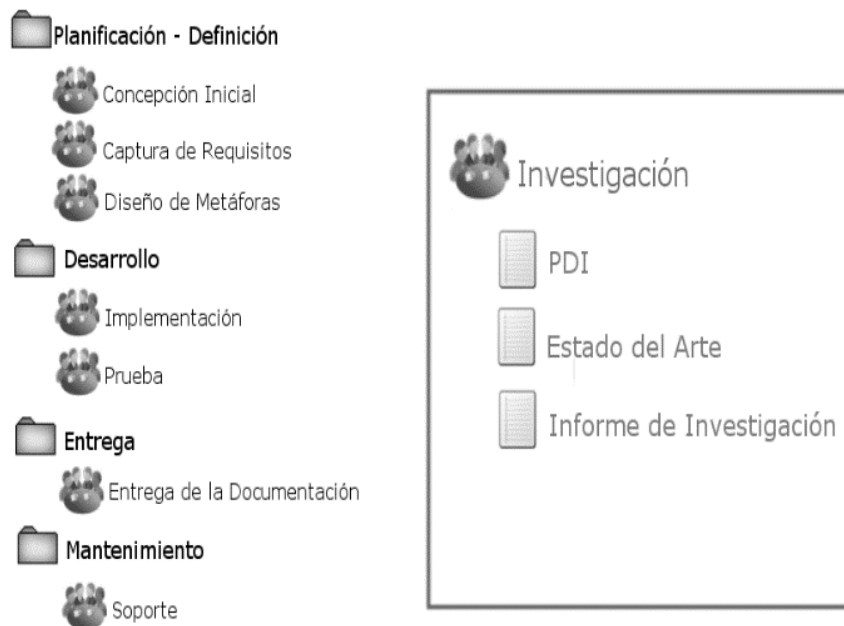 Planificación - Definición
Concepción Inicial
Captura de Requisitos
Diseño de Metáforas
Desarrollo
Implementación
Prueba
Entrega
Entrega de la Documentación
Mantenimiento
Soporte
Investigación
PDI
Estado del Arte
Informe de Investigación